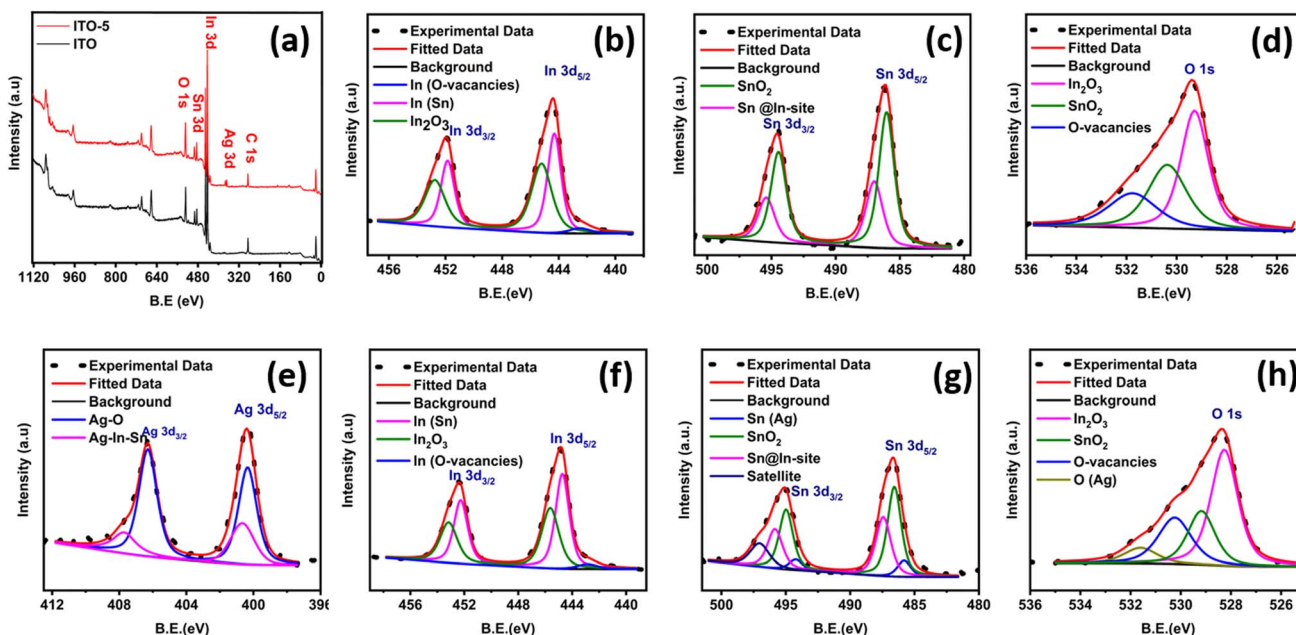 ITO-5
ITO
(a)
In 3d
O 1s
Sn 3d
Ag 3d
C 1s
Intensity (a.u)
1120 960 800 640 480 320 160 0
B.E (eV)
Experimental Data
Fitted Data
Background
In (O-vacancies)
In (Sn)
In₂O₃
(b)
In 3d₅/₂
In 3d₃/₂
Intensity (a.u)
456 452 448 444 440
B.E.(eV)
Experimental Data
Fitted Data
Background
SnO₂
Sn @In-site
(c)
Sn 3d₅/₂
Sn 3d₃/₂
Intensity (a.u.)
500 495 490 485 480
B.E.(eV)
Experimental Data
Fitted Data
Background
In₂O₃
SnO₂
O-vacancies
(d)
O 1s
Intensity (a.u.)
536 534 532 530 528 526
B.E.(eV)
Experimental Data
Fitted Data
Background
Ag-O
Ag-In-Sn
(e)
Ag 3d₅/₂
Ag 3d₃/₂
Intensity (a.u)
412 408 404 400 396
B.E.(eV)
Experimental Data
Fitted Data
Background
In (Sn)
In₂O₃
In (O-vacancies)
(f)
In 3d₅/₂
In 3d₃/₂
Intensity (a.u)
456 452 448 444 440
B.E.(eV)
Experimental Data
Fitted Data
Background
Sn (Ag)
SnO₂
Sn@In-site
Satellite
(g)
Sn 3d₅/₂
Sn 3d₃/₂
Intensity (a.u)
500 495 490 485 480
B.E.(eV)
Experimental Data
Fitted Data
Background
In₂O₃
SnO₂
O-vacancies
O (Ag)
(h)
O 1s
Intensity (a.u)
536 534 532 530 528 526
B.E.(eV)